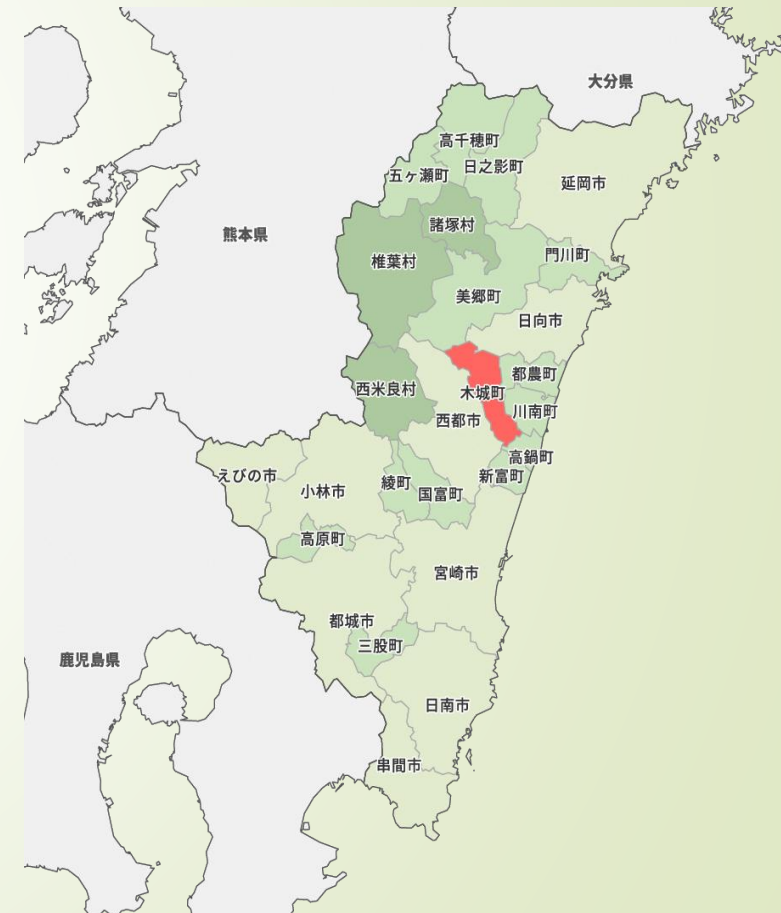 大分県
高千穂町
日之影町
五ヶ瀬町
延岡市
諸塚村
熊本県
門川町
椎葉村
美郷町
日向市
都農町
西米良村
木城町
川南町
西都市
高鍋町
えびの市
新富町
綾町
小林市
国富町
高原町
宮崎市
都城市
三股町
鹿児島県
日南市
串間市